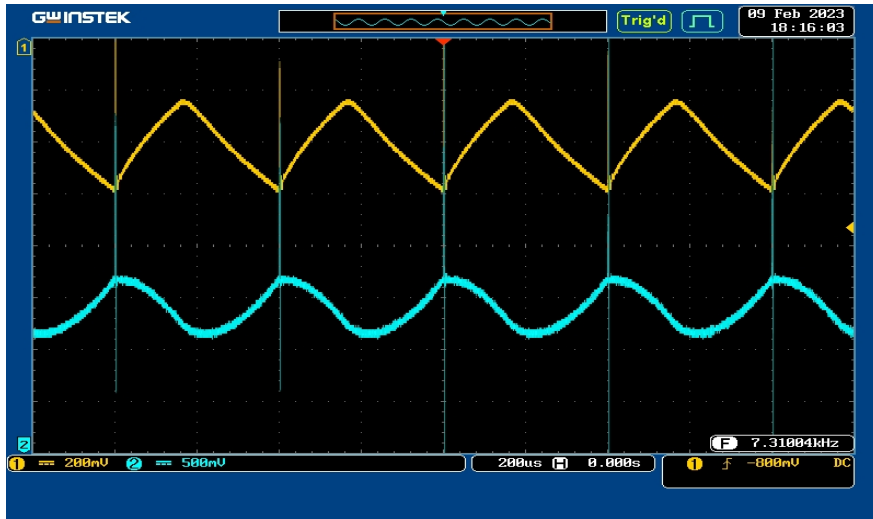 GWINSTEK
Trig'd
09 Feb 2023
18:16:03
1
2
F 7.31004kHz
1 200mV 2 500mV
200us H 0.000s
1 -800mV DC